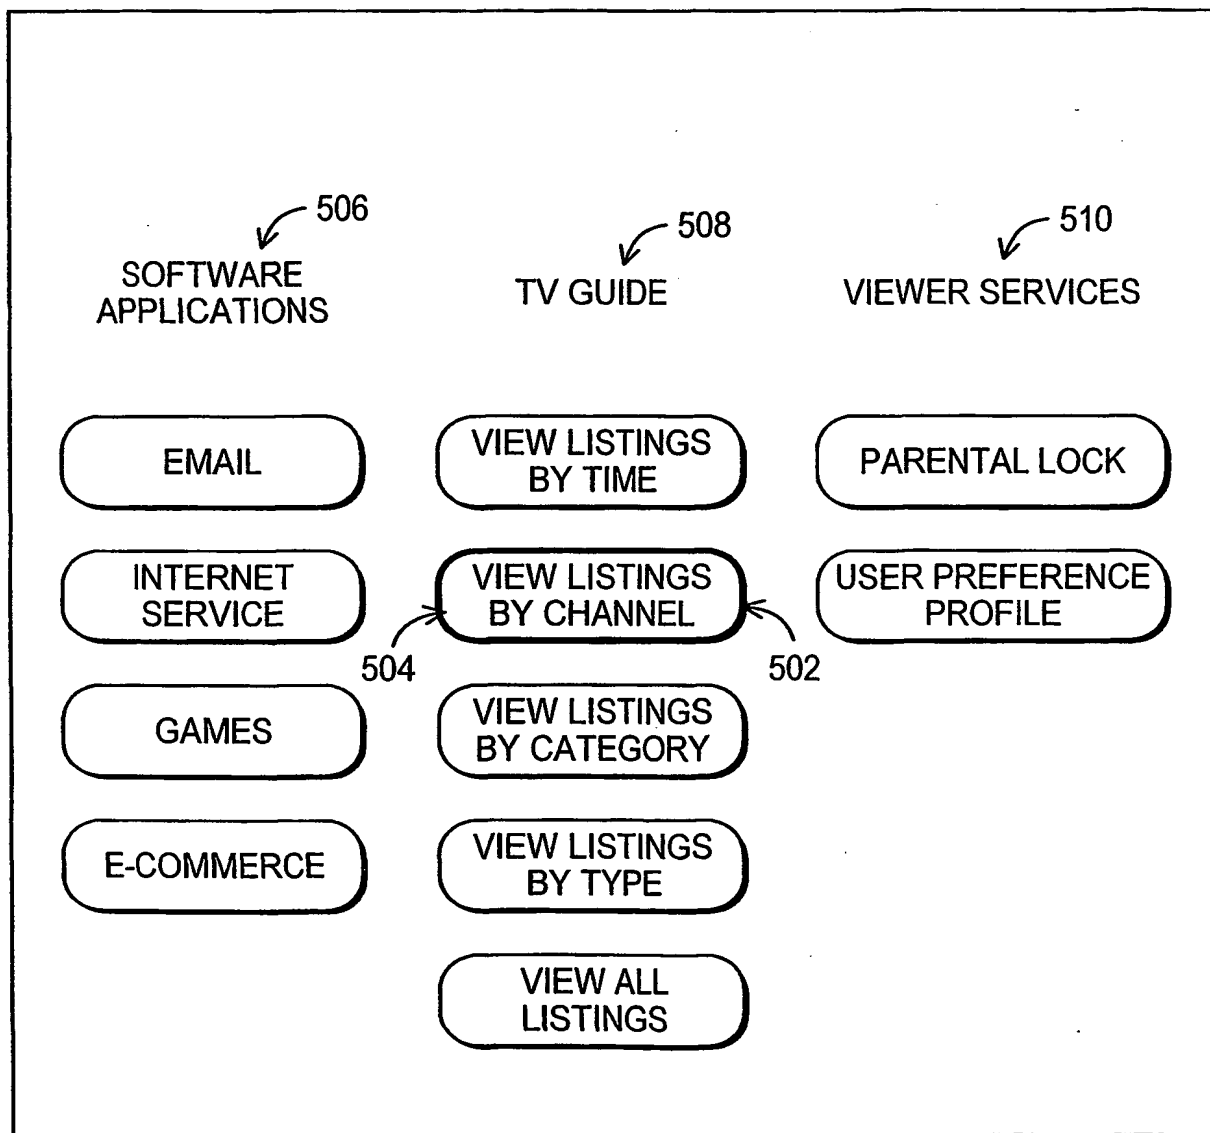 506
SOFTWARE
APPLICATIONS
508
TV GUIDE
510
VIEWER SERVICES
EMAIL
VIEW LISTINGS
BY TIME
PARENTAL LOCK
INTERNET
SERVICE
VIEW LISTINGS
BY CHANNEL
USER PREFERENCE
PROFILE
504
502
GAMES
VIEW LISTINGS
BY CATEGORY
E-COMMERCE
VIEW LISTINGS
BY TYPE
VIEW ALL
LISTINGS